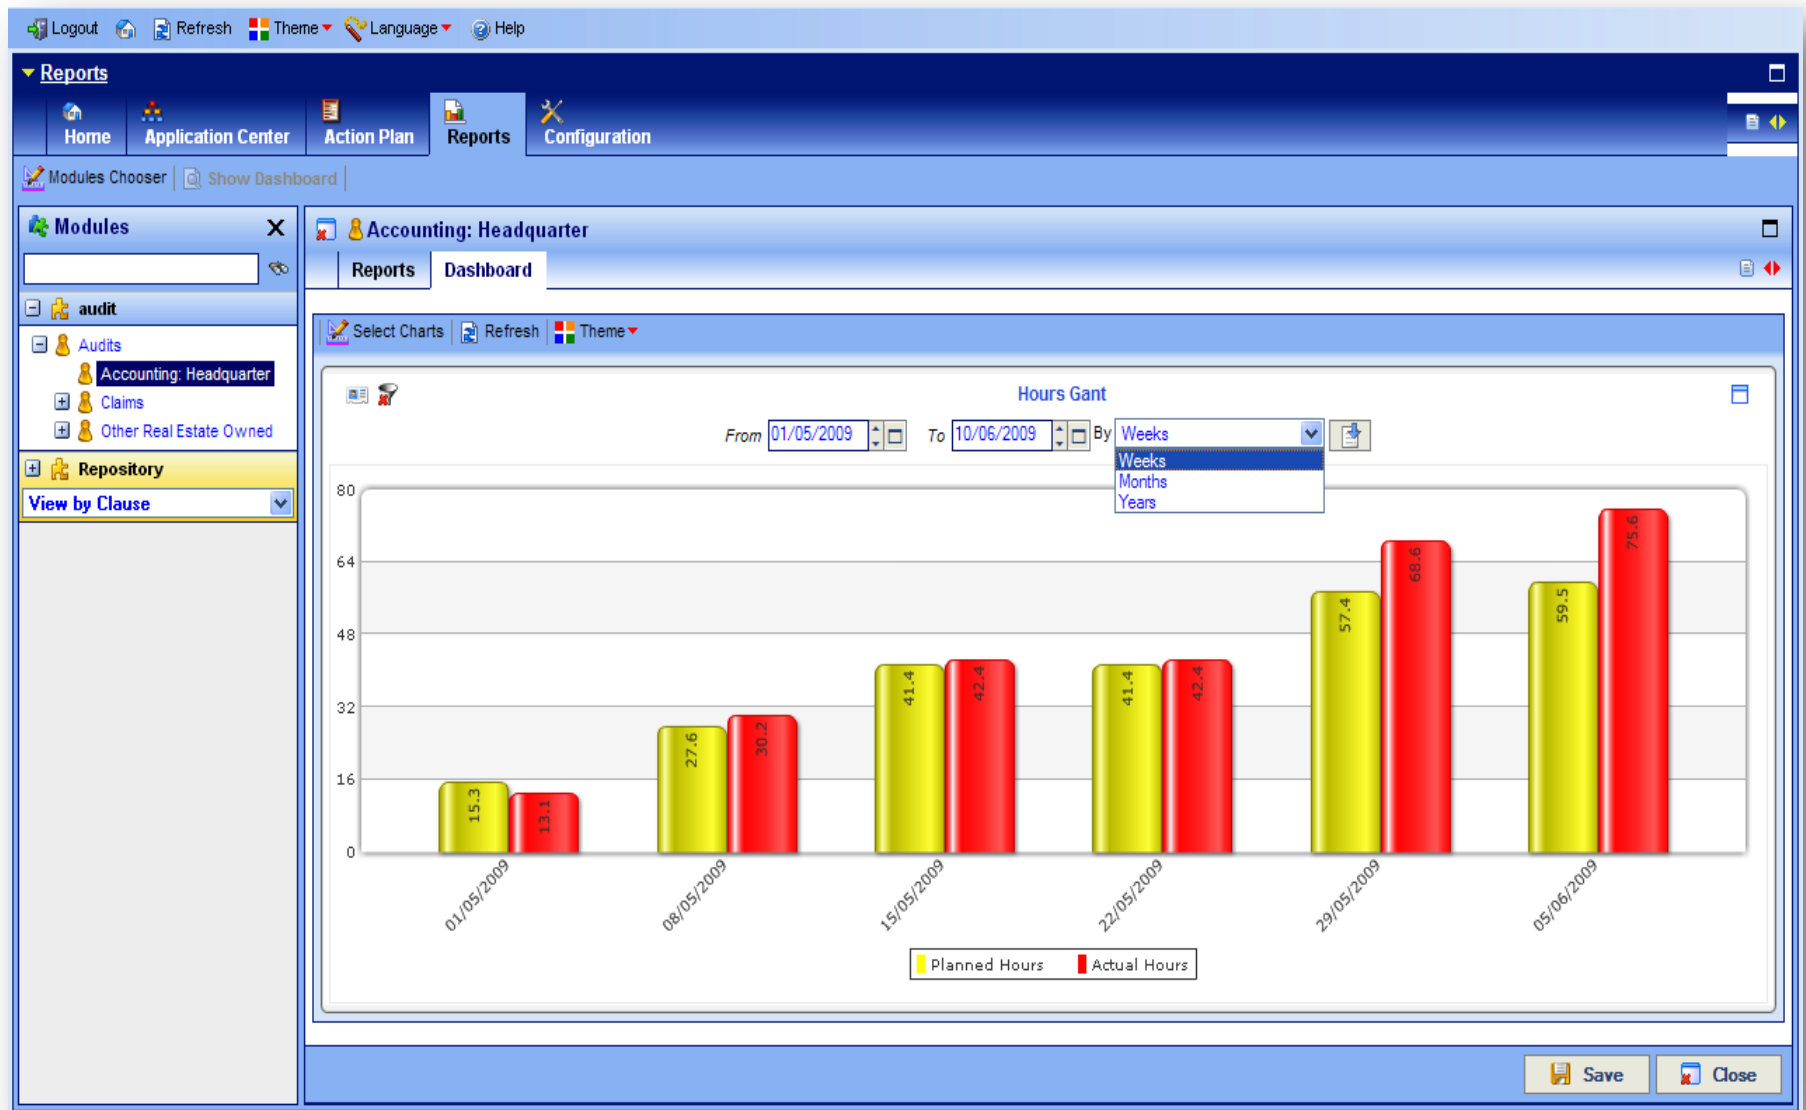 Logout Refresh Theme Language Help
Reports
Home Application Center Action Plan Reports Configuration
Modules Chooser Show Dashboard
Modules
audit
Audits
Accounting: Headquarter
Claims
Other Real Estate Owned
Repository
View by Clause
Accounting: Headquarter
Reports Dashboard
Select Charts Refresh Theme
Hours Gant
From 01/05/2009 To 10/06/2009 By Weeks
Weeks
Months
Years
80
64
48
32
16
0
15.3 13.1 27.6 30.2 41.4 42.4 41.4 42.4 57.4 68.6 59.5 75.6
01/05/2009 08/05/2009 15/05/2009 22/05/2009 29/05/2009 05/06/2009
Planned Hours Actual Hours
Save Close